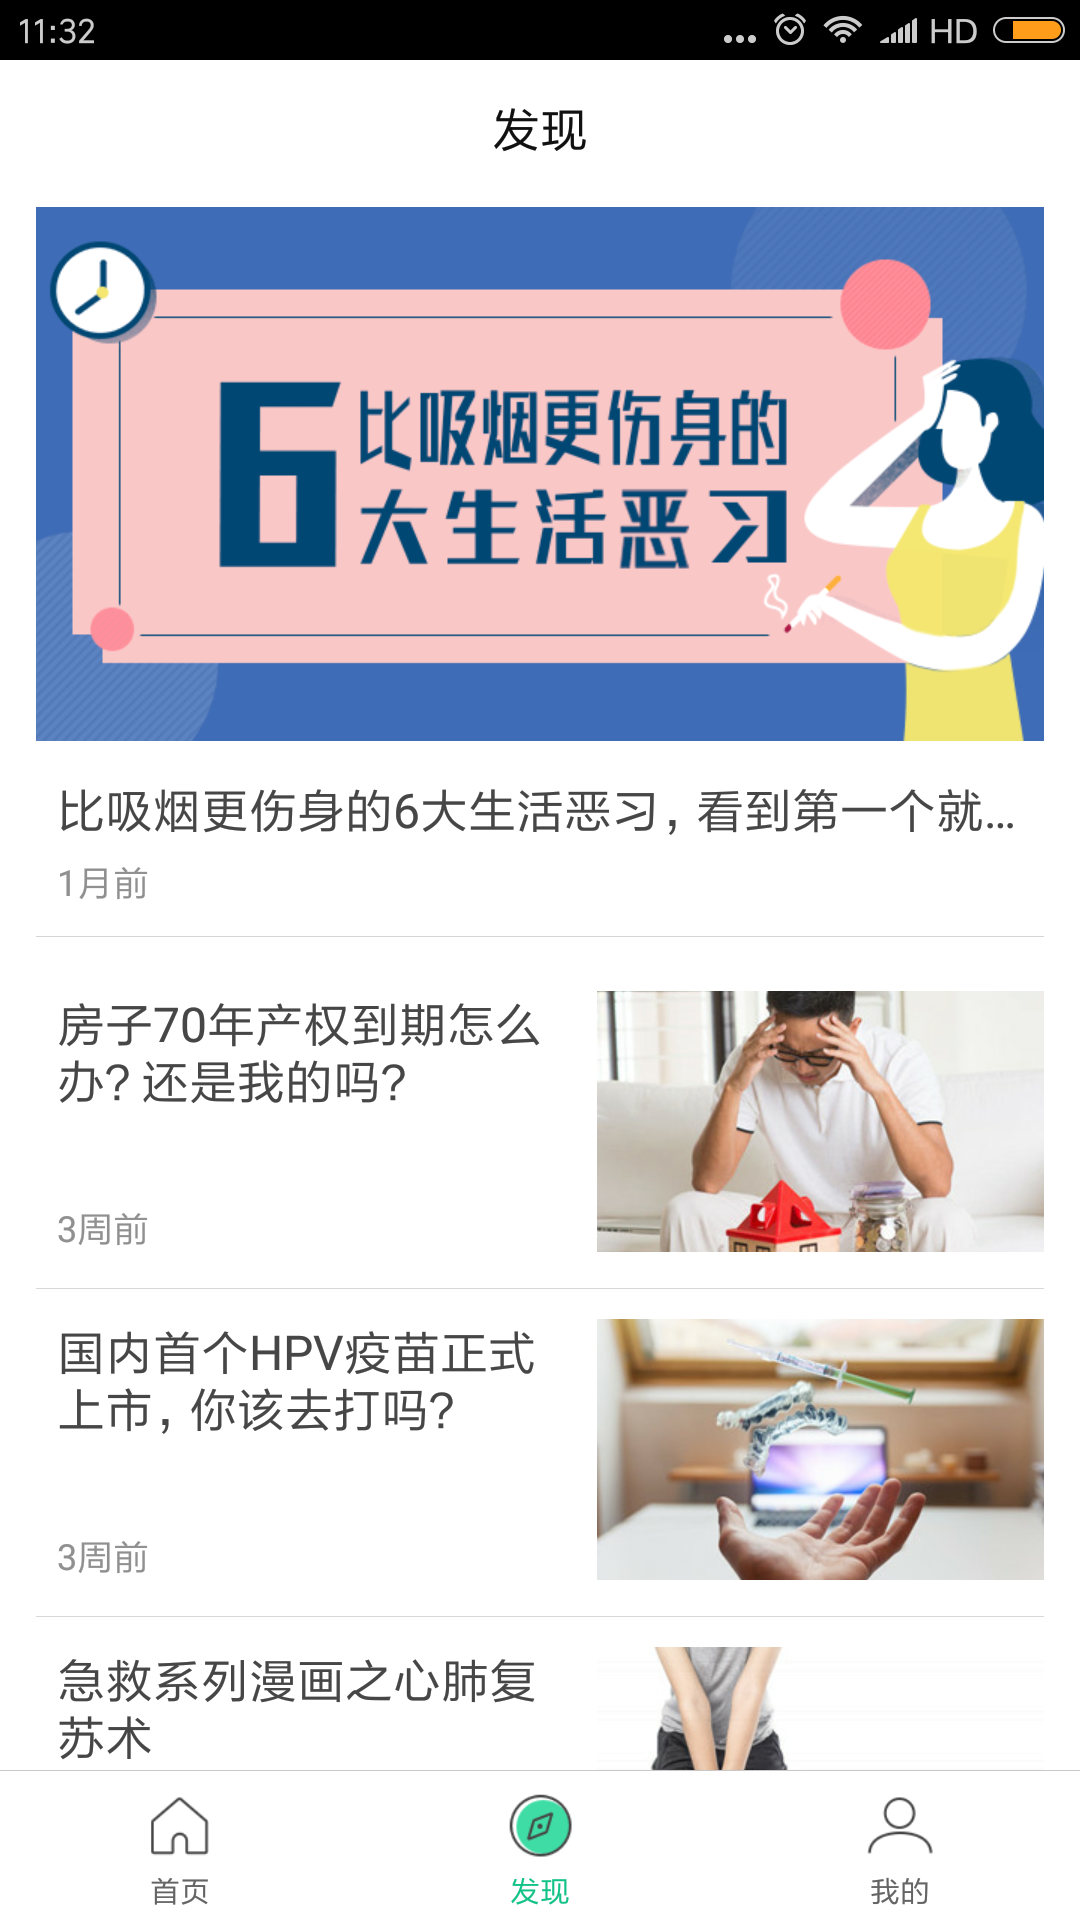 11:32
HD
发现
6
比吸烟更伤身的
大生活恶习
比吸烟更伤身的6大生活恶习，看到第一个就...
1月前
房子70年产权到期怎么
办？还是我的吗？
3周前
国内首个HPV疫苗正式
上市，你该去打吗？
3周前
急救系列漫画之心肺复
苏术
首页
发现
我的